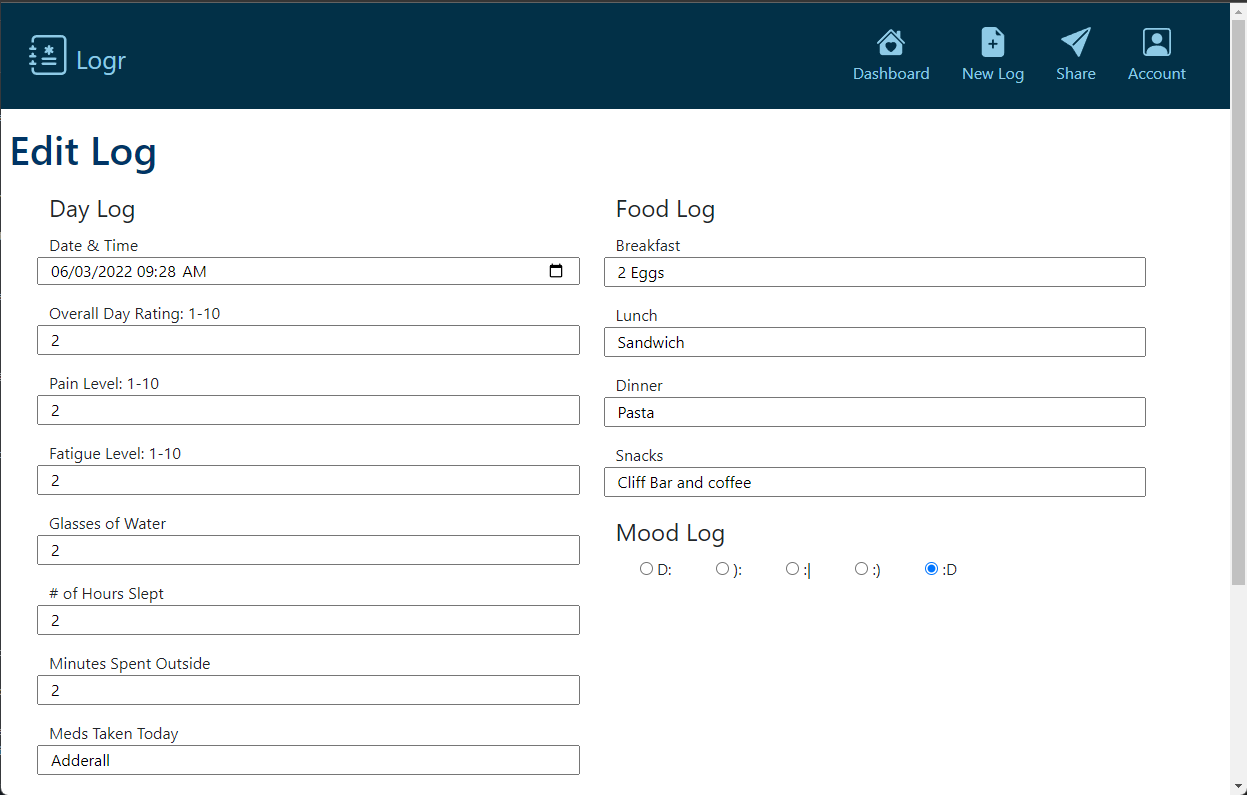 Logr
Dashboard
New Log
Share
Account
Edit Log
Day Log
Date & Time
06/03/2022 09:28 AM
Overall Day Rating: 1-10
2
Pain Level: 1-10
2
Fatigue Level: 1-10
2
Glasses of Water
2
# of Hours Slept
2
Minutes Spent Outside
2
Meds Taken Today
Adderall
Food Log
Breakfast
2 Eggs
Lunch
Sandwich
Dinner
Pasta
Snacks
Cliff Bar and coffee
Mood Log
D: ): :| :) :D